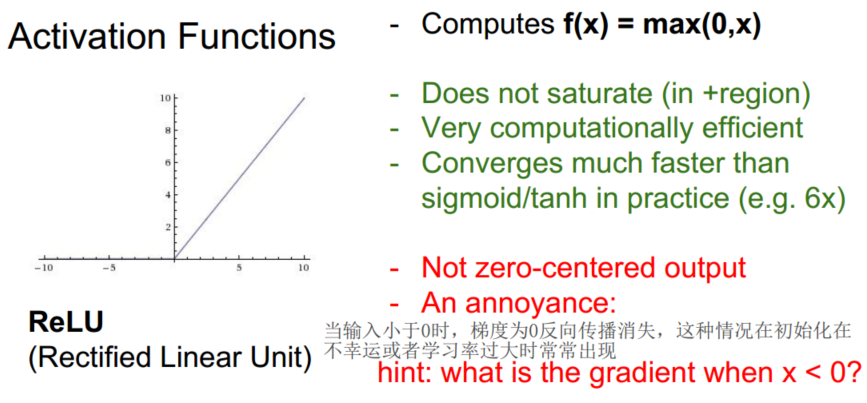 Activation Functions
- Computes f(x) = max(0,x)
- Does not saturate (in +region)
- Very computationally efficient
- Converges much faster than
sigmoid/tanh in practice (e.g. 6x)
- Not zero-centered output
- An annoyance:
当输入小于0时，梯度为0反向传播消失，这种情况在初始化在
不幸运或者学习率过大时常常出现
hint: what is the gradient when x < 0?
10
8
6
4
2
-10 -5 5 10
ReLU
(Rectified Linear Unit)